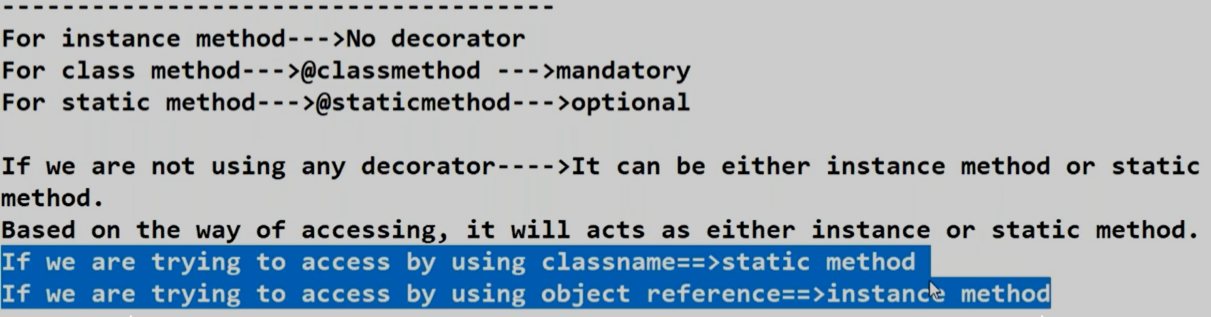 ------------------------------------
For instance method--->No decorator
For class method--->@classmethod --->mandatory
For static method--->@staticmethod--->optional
If we are not using any decorator---->It can be either instance method or static
method.
Based on the way of accessing, it will acts as either instance or static method.
If we are trying to access by using classname==>static method
If we are trying to access by using object reference==>instance method